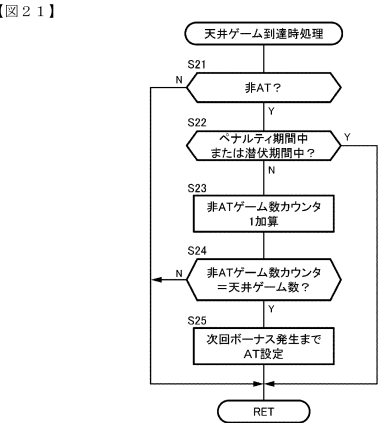 【図２１】
天井ゲーム到達時処理
S21
N
非AT？
Y
S22
ペナルティ期間中
または潜伏期間中？
Y
N
S23
非ATゲーム数カウンタ
1加算
S24
N
非ATゲーム数カウンタ
＝天井ゲーム数？
Y
S25
次回ボーナス発生まで
AT設定
RET